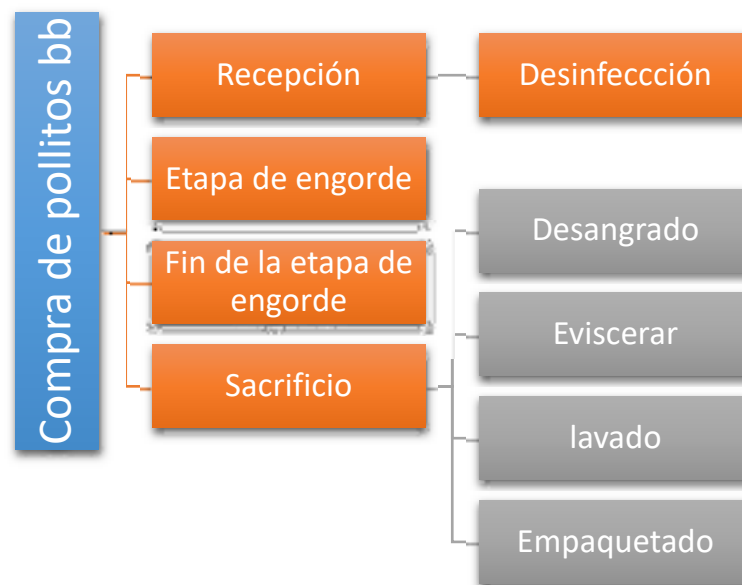 Compra de pollitos bb
Recepción
Desinfeccción
Etapa de engorde
Fin de la etapa de
engorde
Sacrificio
Desangrado
Eviscerar
lavado
Empaquetado